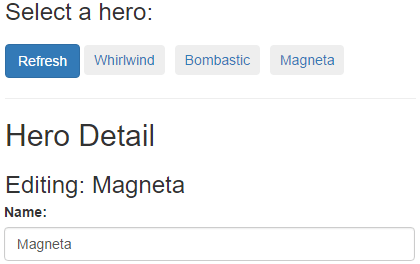 Select a hero:
Refresh Whirlwind Bombastic Magneta
Hero Detail
Editing: Magneta
Name:
Magneta